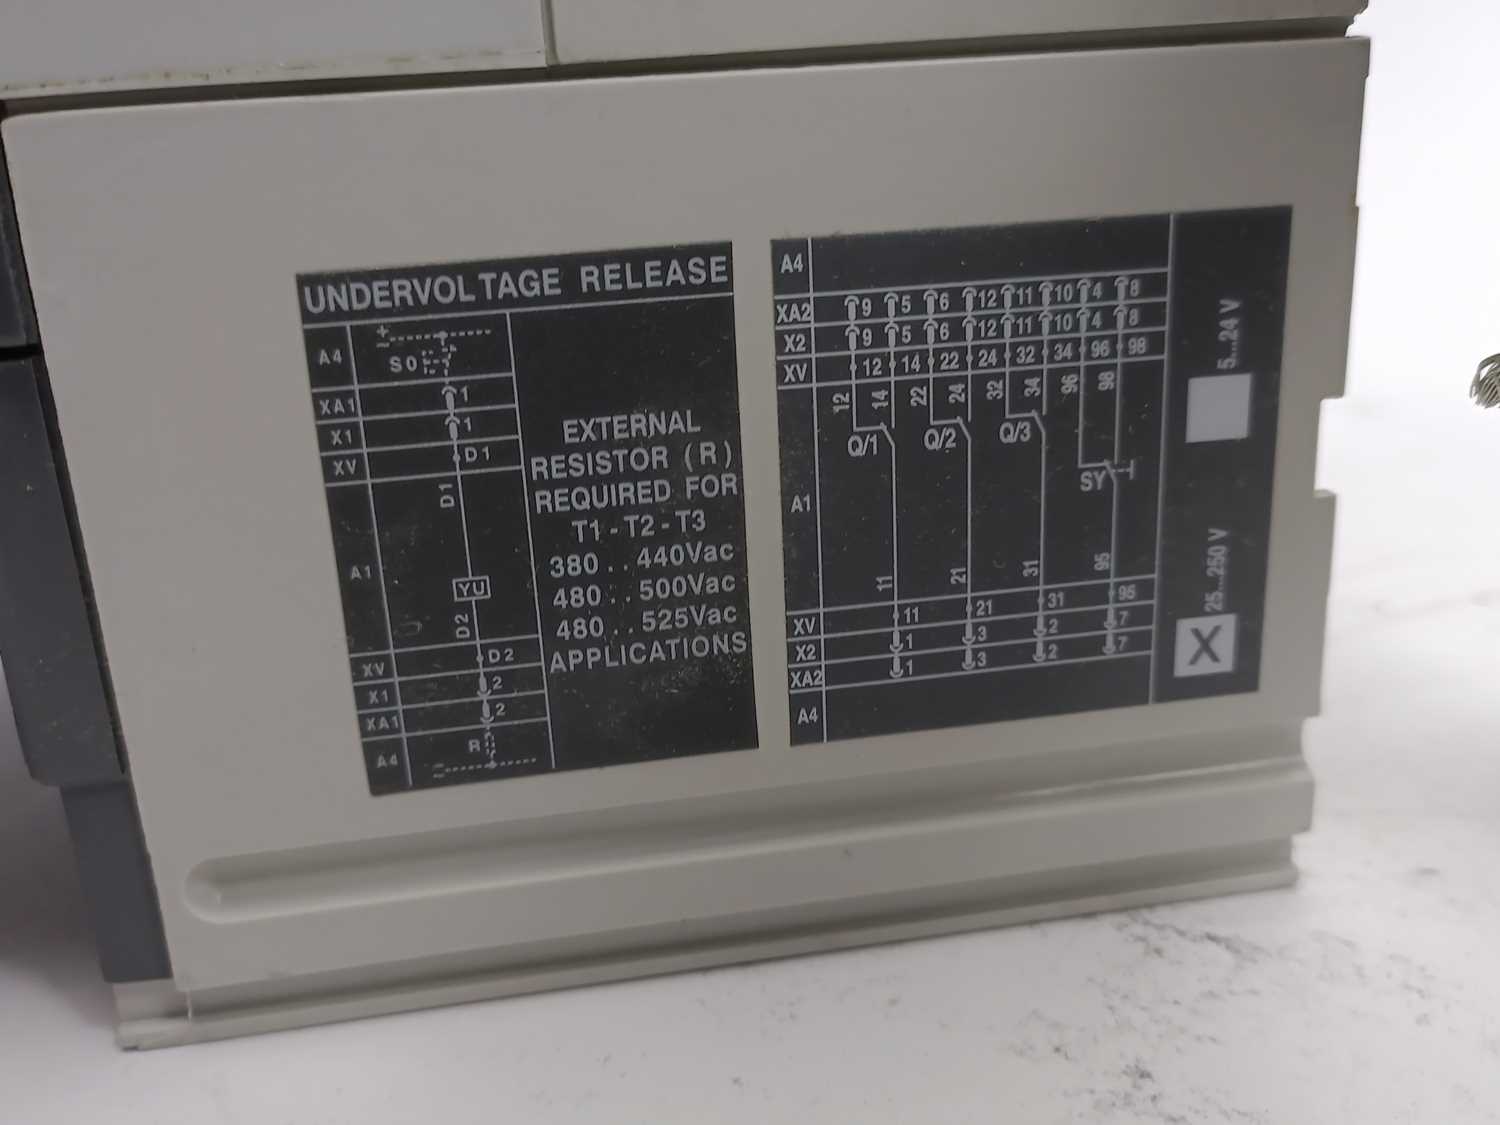 UNDERVOLTAGE RELEASE
A4
+
~
S0
XA1 1
X1 1
XV D1
D1
A1
YU
D2
XV D2
X1 2
XA1 2
R
A4
EXTERNAL
RESISTOR (R)
REQUIRED FOR
T1 - T2 - T3
380 . . 440Vac
480 . . 500Vac
480 . . 525Vac
APPLICATIONS
A4
XA2 9 5 6 12 11 10 4 8
X2 9 5 6 12 11 10 4 8
XV 12 14 22 24 32 34 96 98
12 14 22 24 32 34 96 98
Q/1 Q/2 Q/3
SY
A1
11 21 31 95
XV 11 21 31 95
X2 1 3 2 7
XA2 1 3 2 7
A4
5...24 V
25...250 V
X